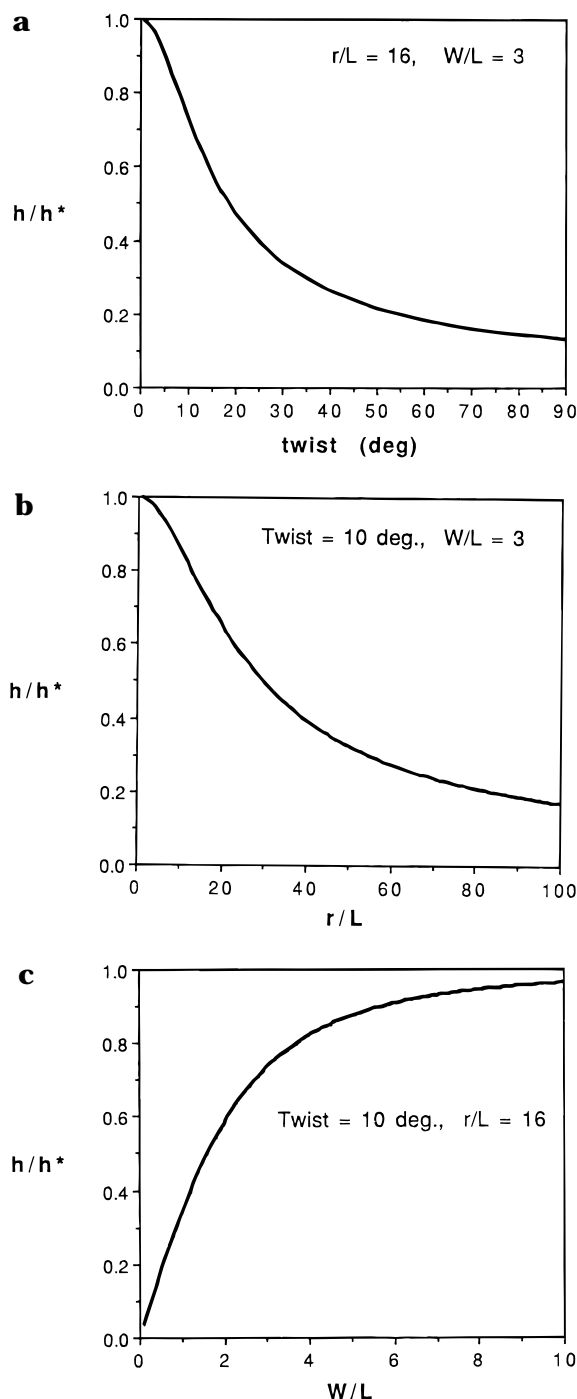 a
r/L = 16, W/L = 3
1.0
0.8
0.6
h/h*
0.4
0.2
0.0
0 10 20 30 40 50 60 70 80 90
twist (deg)
b
Twist = 10 deg., W/L = 3
1.0
0.8
0.6
h/h*
0.4
0.2
0.0
0 20 40 60 80 100
r/L
c
1.0
0.8
0.6
Twist = 10 deg., r/L = 16
h/h*
0.4
0.2
0.0
0 2 4 6 8 10
W/L